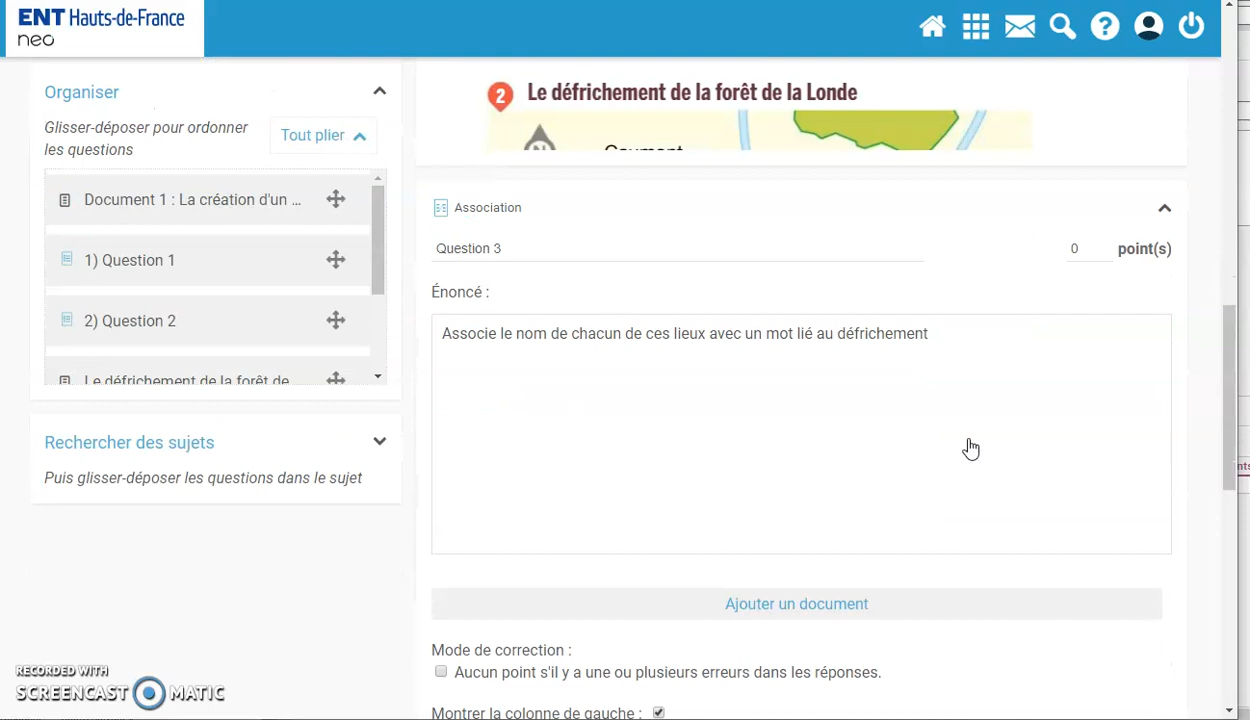 ENT Hauts-de-France
neo
Organiser
Glisser-déposer pour ordonner
les questions
Tout plier
Document 1 : La création d'un ...
1) Question 1
2) Question 2
Le défrichement de la forêt de
Rechercher des sujets
Puis glisser-déposer les questions dans le sujet
2 Le défrichement de la forêt de la Londe
N
Caumont
Association
Question 3
0 point(s)
Énoncé :
Associe le nom de chacun de ces lieux avec un mot lié au défrichement
Ajouter un document
Mode de correction :
Aucun point s'il y a une ou plusieurs erreurs dans les réponses.
Montrer la colonne de gauche :
RECORDED WITH
SCREENCAST MATIC